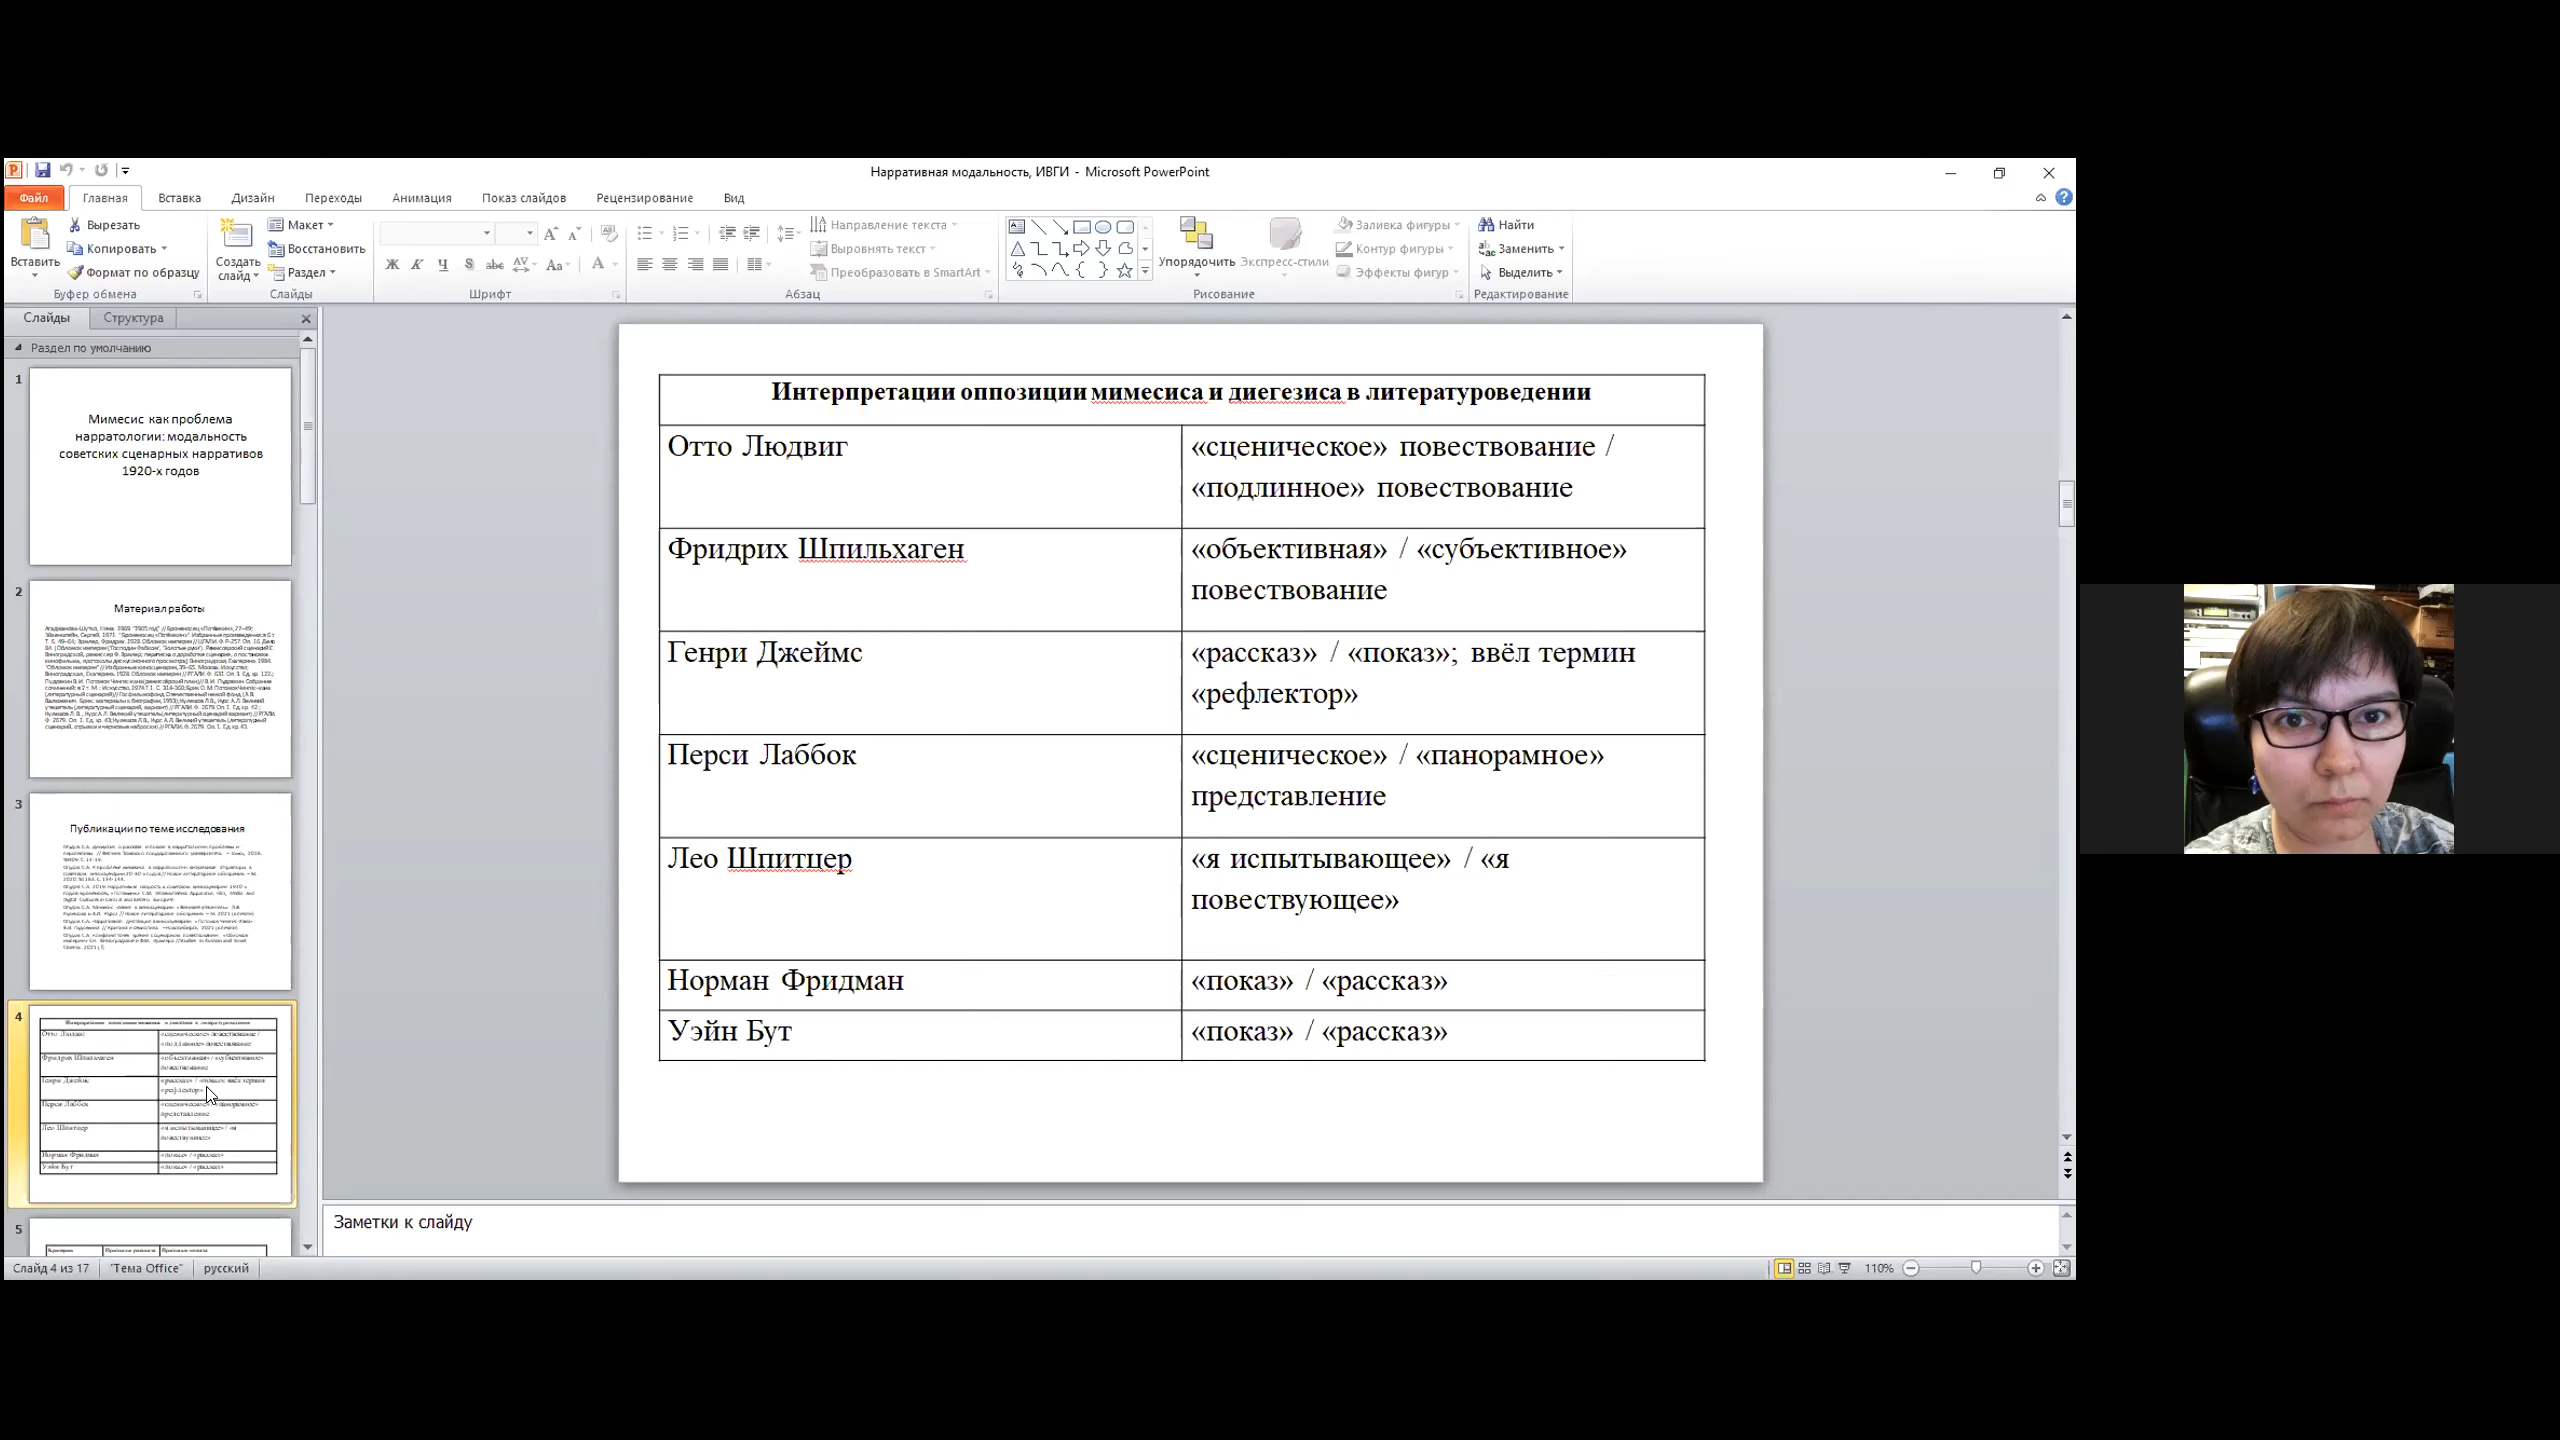 Нарративная модальность, ИВГИ - Microsoft PowerPoint
Файл
Главная
Вставка
Дизайн
Переходы
Анимация
Показ слайдов
Рецензирование
Вид
Вставить
Вырезать
Копировать
Формат по образцу
Буфер обмена
Создать слайд
Макет
Восстановить
Раздел
Слайды
Шрифт
Направление текста
Выровнять текст
Преобразовать в SmartArt
Абзац
Упорядочить
Экспресс-стили
Заливка фигуры
Контур фигуры
Эффекты фигур
Рисование
Найти
Заменить
Выделить
Редактирование
Слайды
Структура
Раздел по умолчанию
1
Мимесис как проблема
нарратологии: модальность
советских сценарных нарративов
1920-х годов
2
Материал работы
3
Публикации по теме исследования
4
5
Интерпретации оппозиции мимесиса и диегезиса в литературоведении
Отто Людвиг
«сценическое» повествование /
«подлинное» повествование
Фридрих Шпильхаген
«объективная» / «субъективное»
повествование
Генри Джеймс
«рассказ» / «показ»; ввёл термин
«рефлектор»
Перси Лаббок
«сценическое» / «панорамное»
представление
Лео Шпитцер
«я испытывающее» / «я
повествующее»
Норман Фридман
«показ» / «рассказ»
Уэйн Бут
«показ» / «рассказ»
Заметки к слайду
Слайд 4 из 17
"Тема Office"
русский
110%